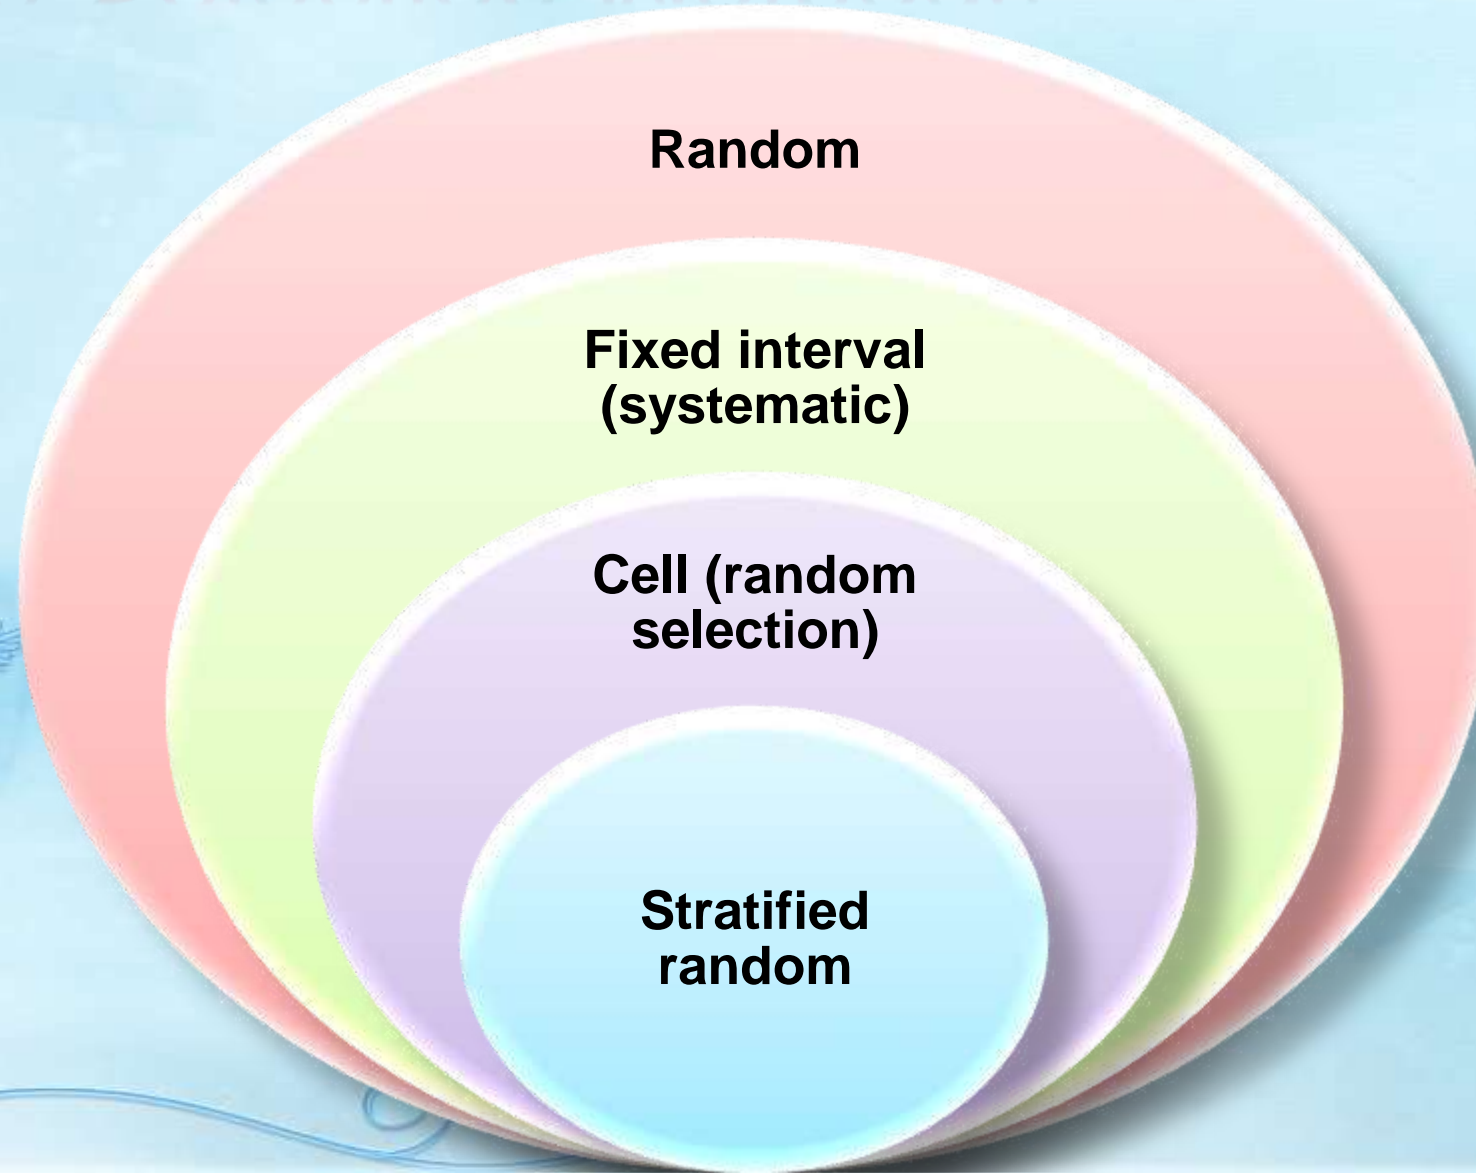 Random
Fixed interval
(systematic)
Cell (random
selection)
Stratified
random